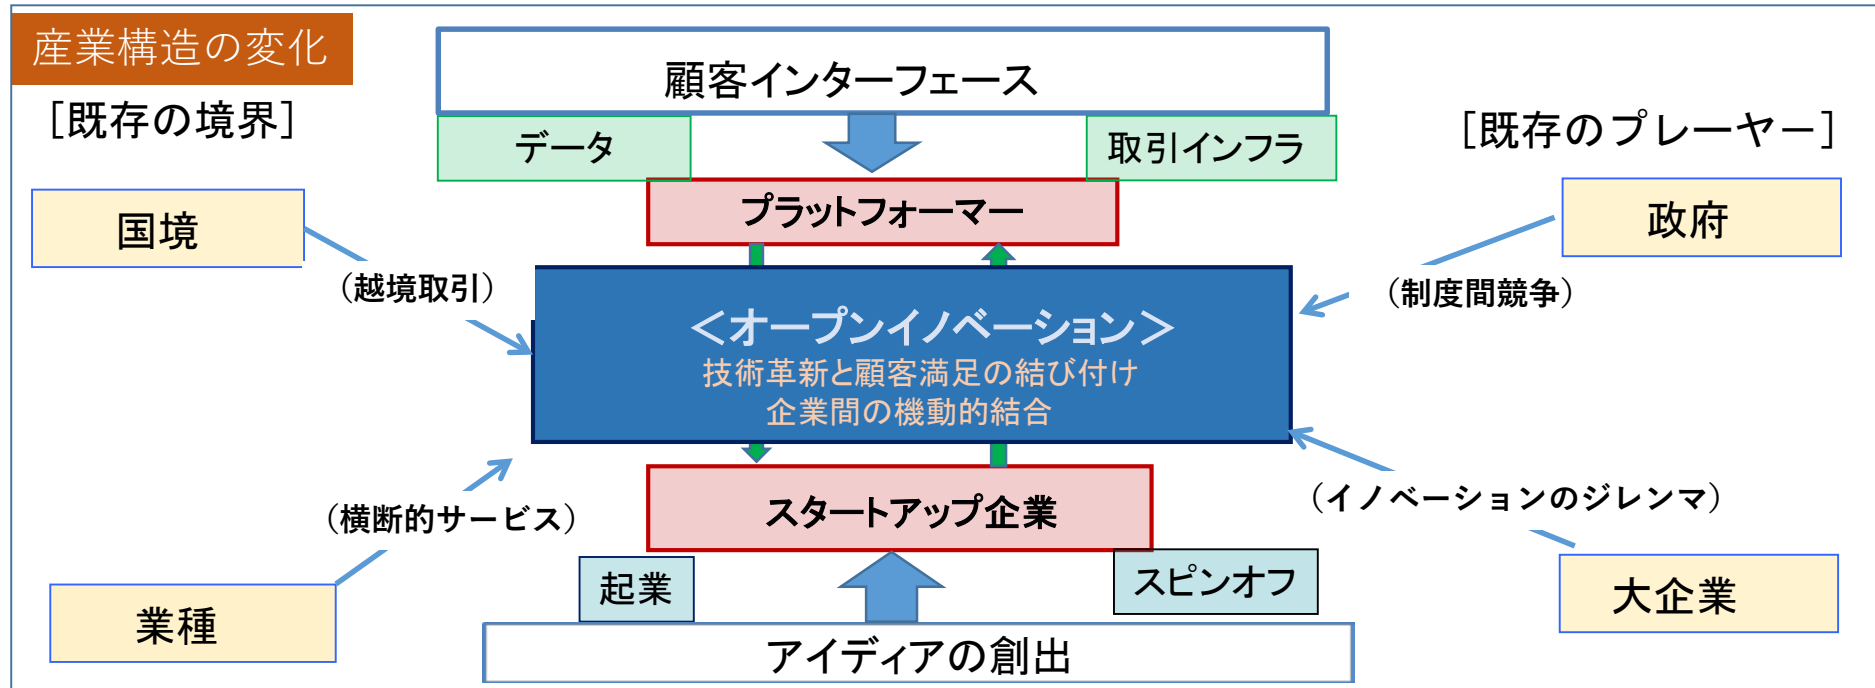 産業構造の変化
[既存の境界]
顧客インターフェース
[既存のプレーヤー]
データ
取引インフラ
プラットフォーマー
国境
政府
(越境取引)
(制度間競争)
<オープンイノベーション>
技術革新と顧客満足の結び付け
企業間の機動的結合
(横断的サービス)
スタートアップ企業
(イノベーションのジレンマ)
起業
スピンオフ
業種
大企業
アイディアの創出